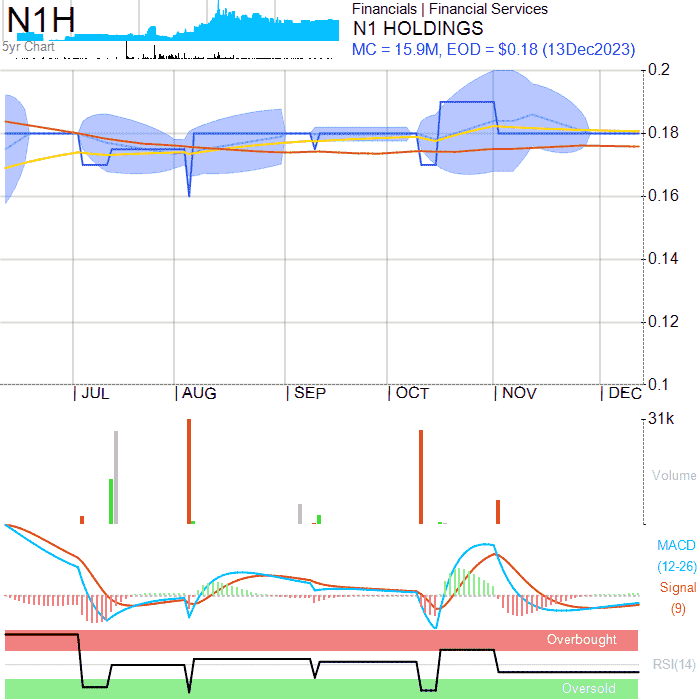 N1H
5yr Chart
Financials | Financial Services
N1 HOLDINGS
MC = 15.9M, EOD = $0.18 (13Dec2023)
0.2
0.18
0.16
0.14
0.12
0.1
JUL AUG SEP OCT NOV DEC
31k
Volume
MACD
(12-26)
Signal
(9)
Overbought
RSI(14)
Oversold